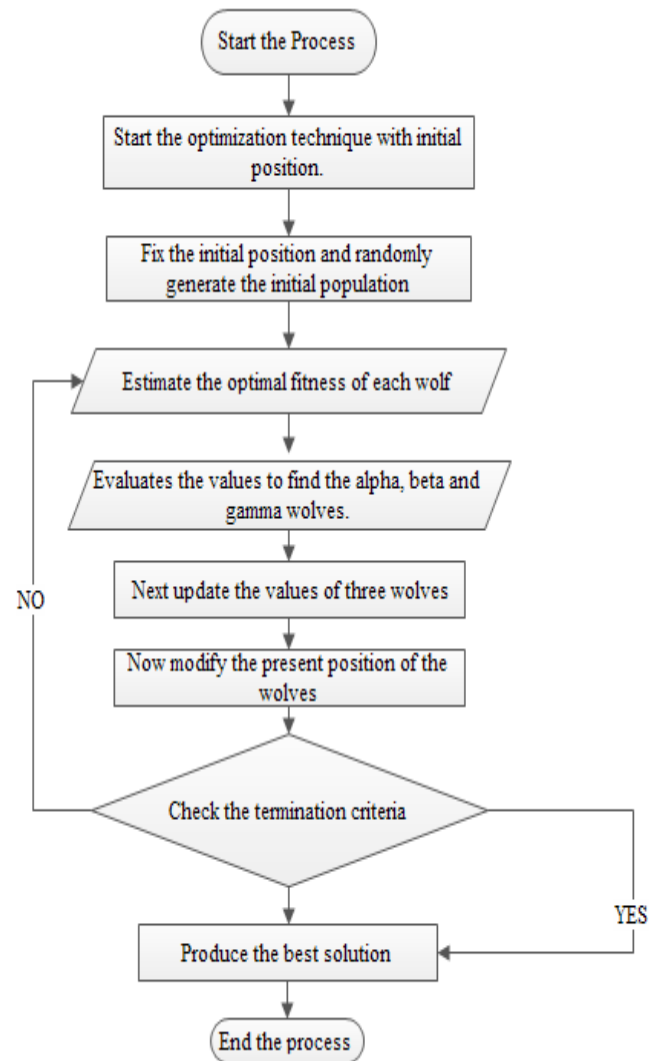 Start the Process
Start the optimization technique with initial
position.
Fix the initial position and randomly
generate the initial population
Estimate the optimal fitness of each wolf
Evaluates the values to find the alpha, beta and
gamma wolves.
Next update the values of three wolves
NO
Now modify the present position of the
wolves
Check the termination criteria
YES
Produce the best solution
End the process